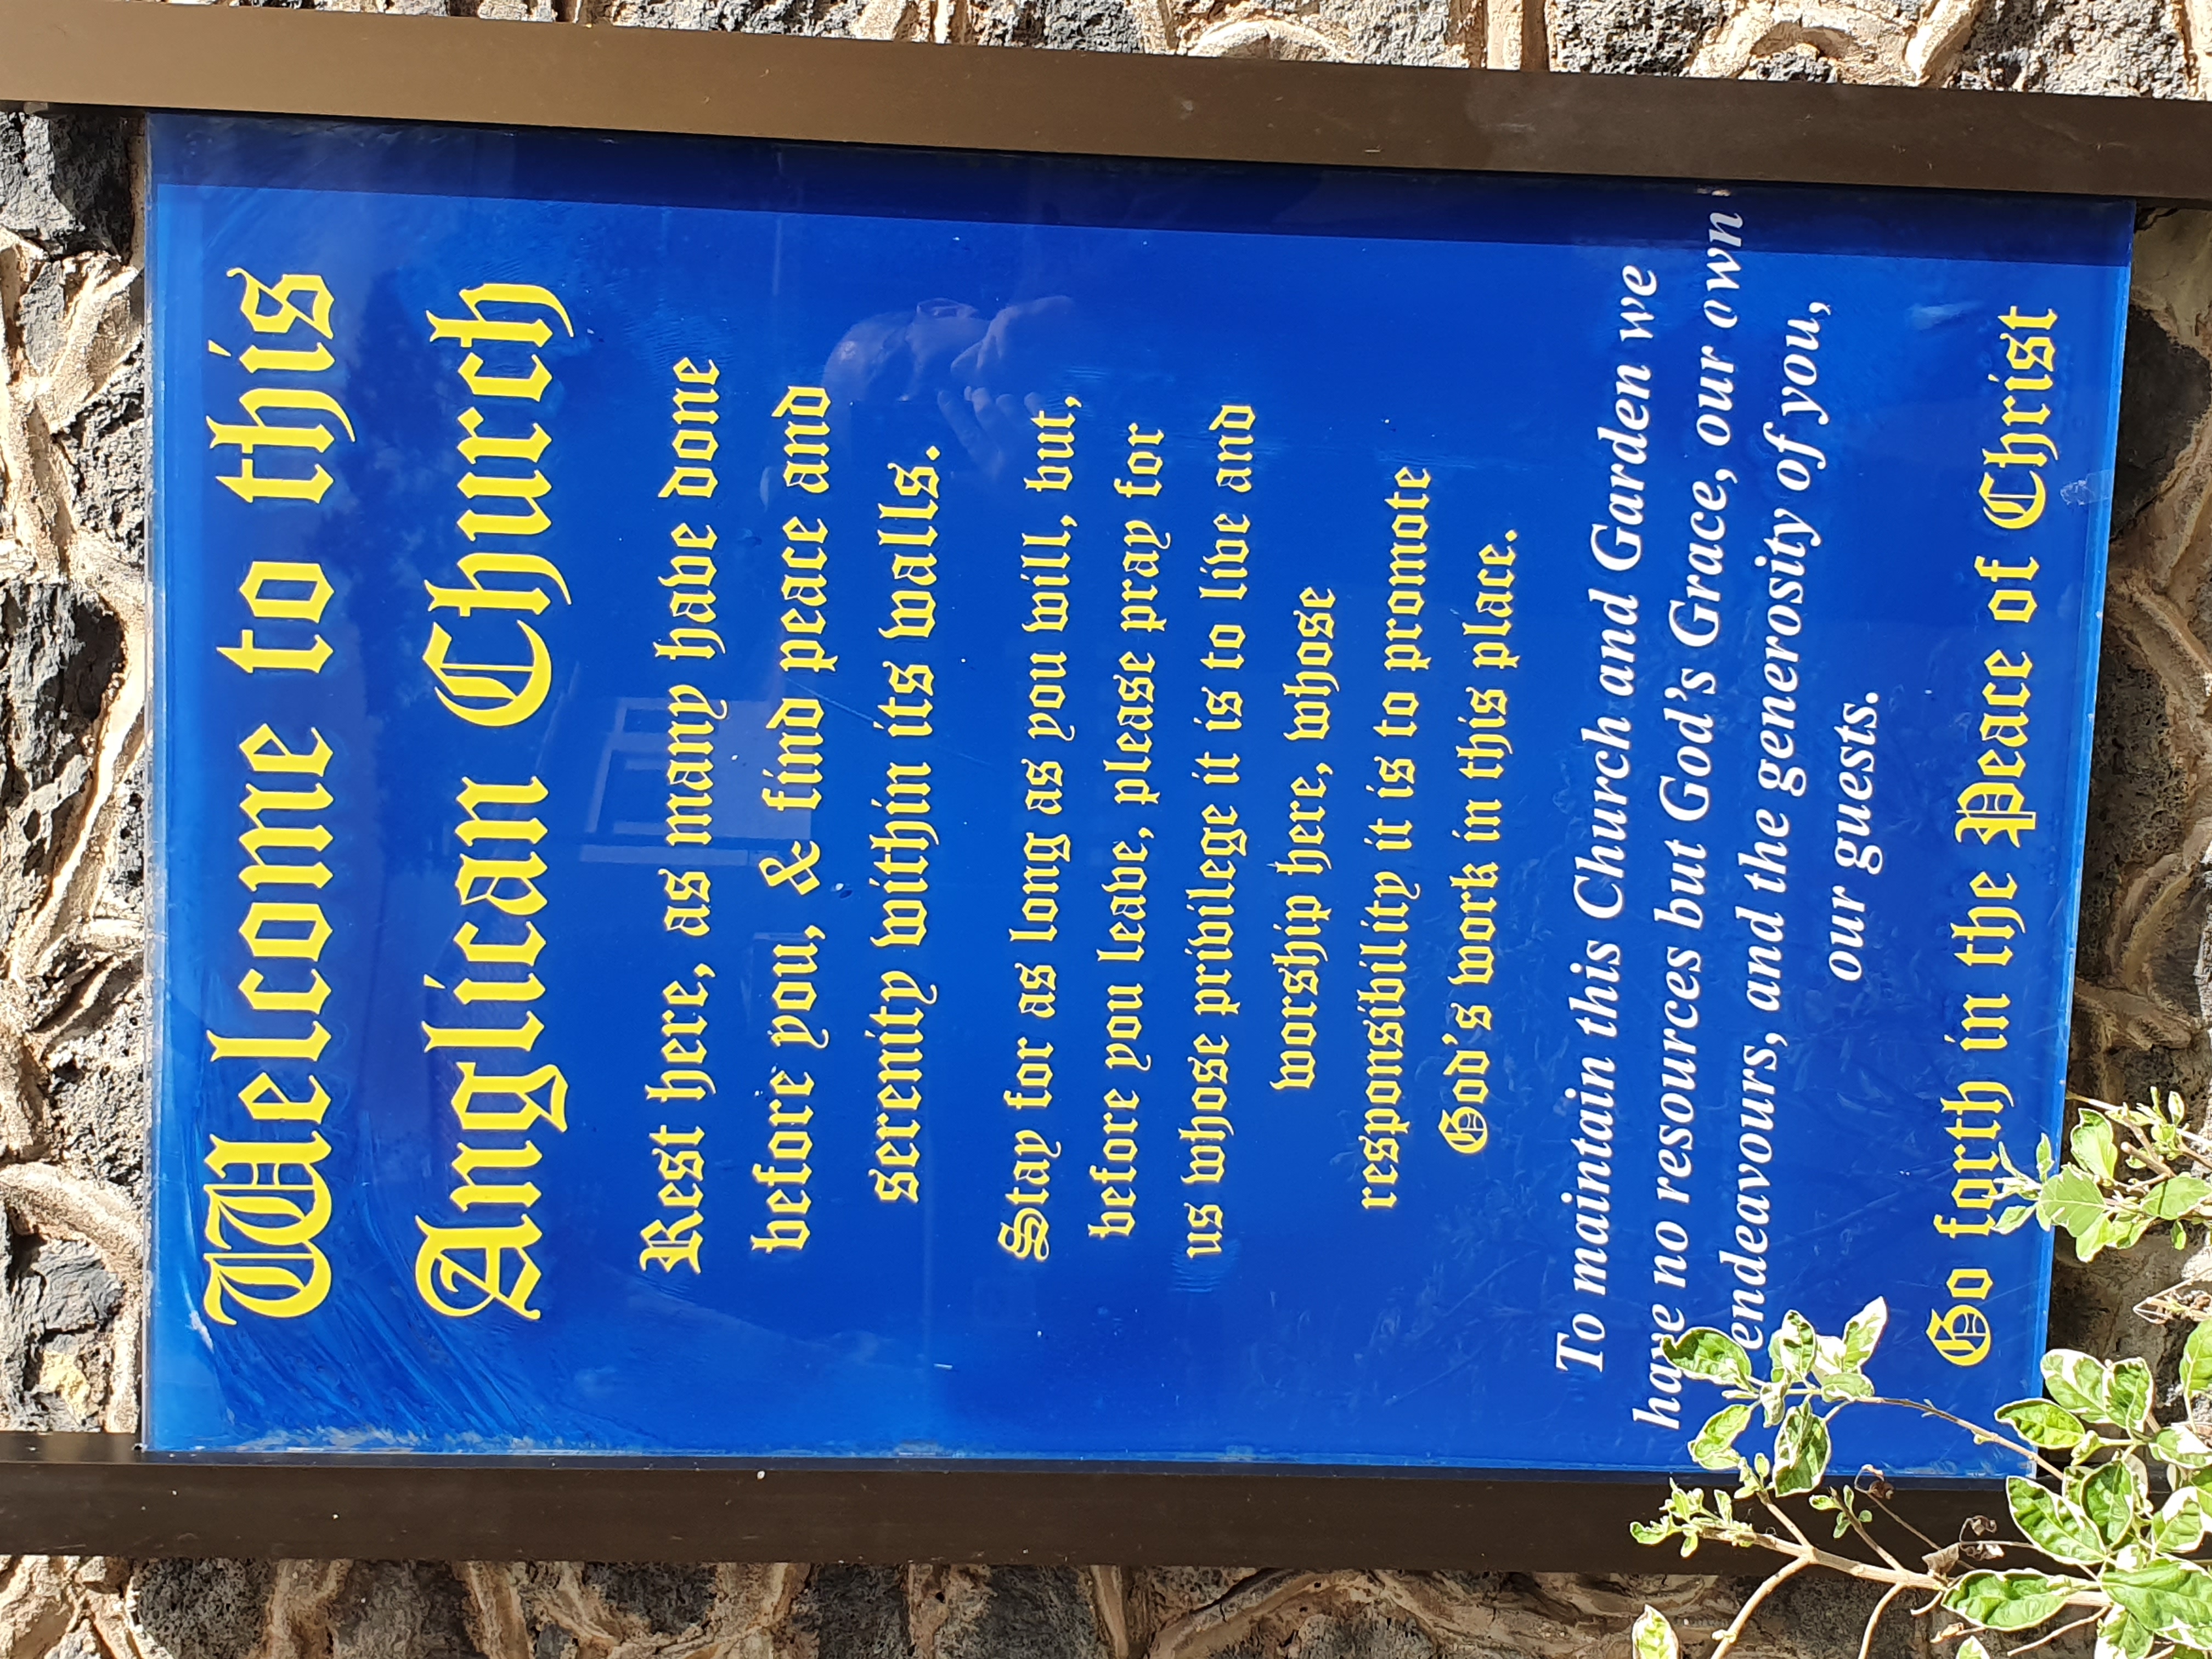 Welcome to this
Anglican Church
Rest here, as many have done
before you, & find peace and
serenity within its walls.
Stay for as long as you will, but,
before you leave, please pray for
us whose privilege it is to live and
worship here, whose
responsibility it is to promote
God's work in this place.
To maintain this Church and Garden we
have no resources but God's Grace, our own
endeavours, and the generosity of you,
our guests.
Go forth in the Peace of Christ